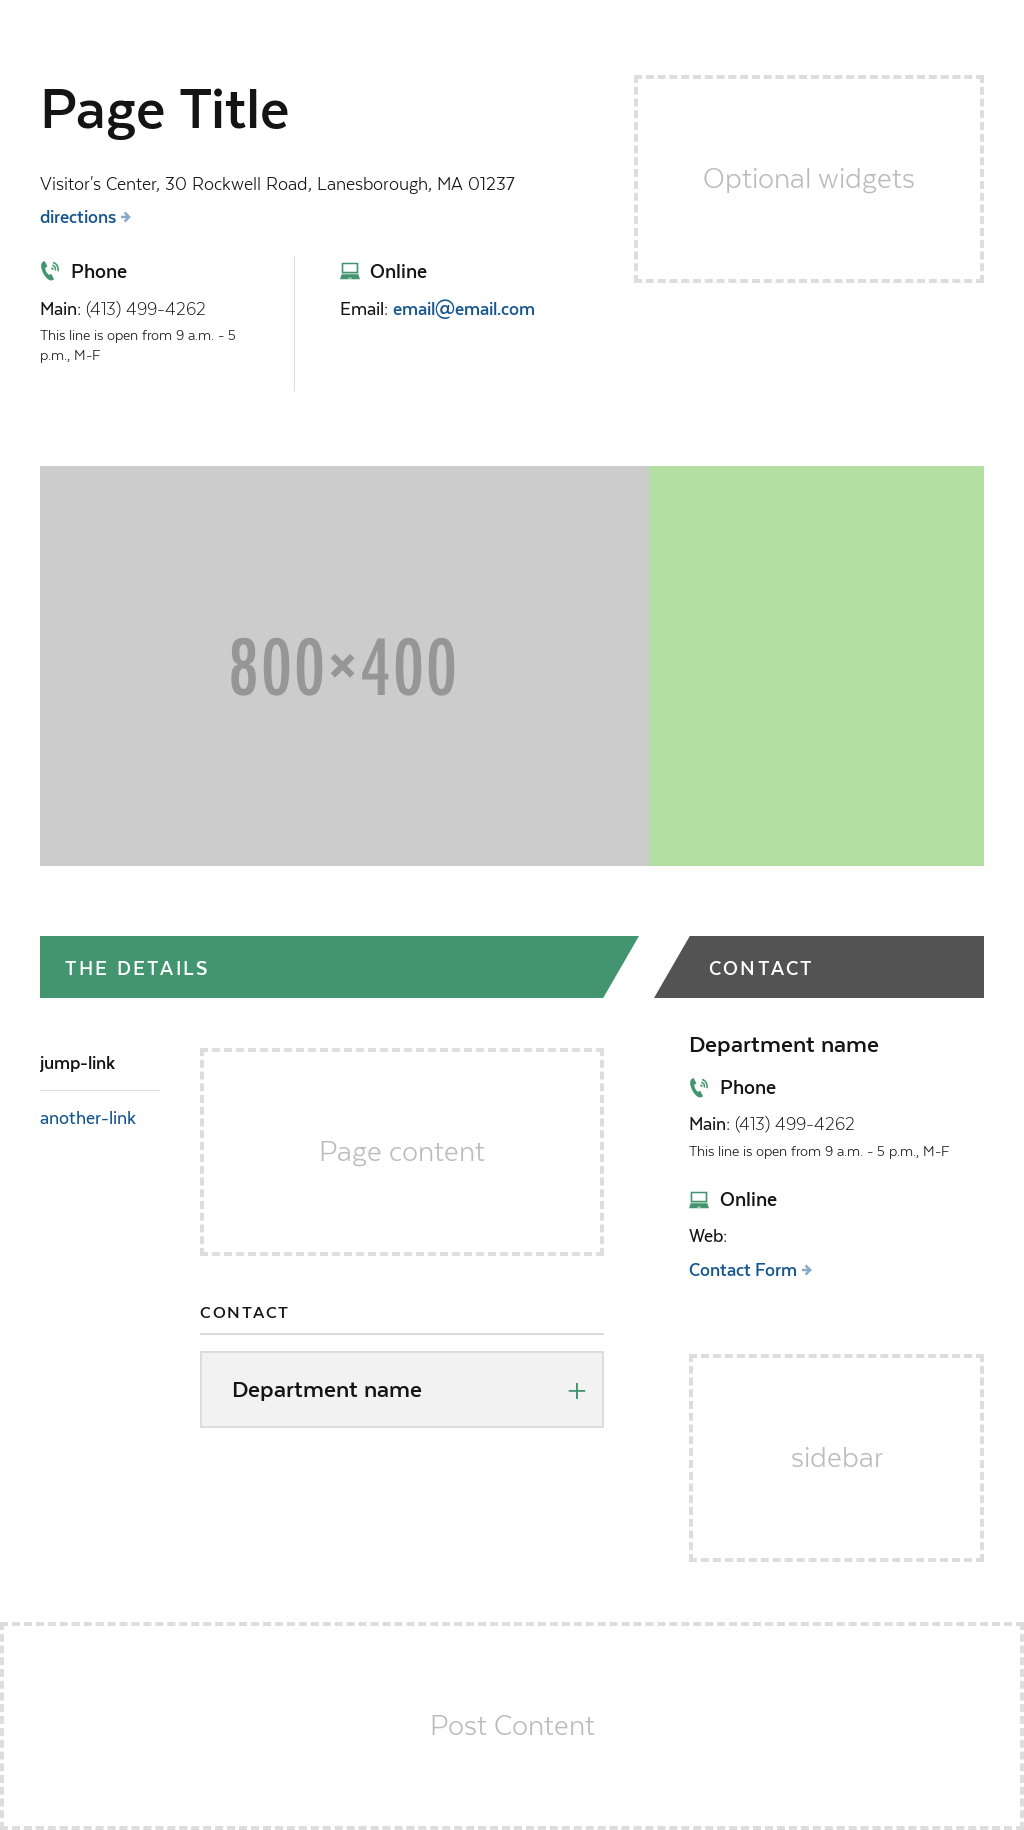 Page Title
Visitor's Center, 30 Rockwell Road, Lanesborough, MA 01237
directions
Phone
Main: (413) 499-4262
This line is open from 9 a.m. - 5
p.m., M-F
Online
Email: email@email.com
Optional widgets
800×400
THE DETAILS
jump-link
another-link
Page content
CONTACT
Department name
CONTACT
Department name
Phone
Main: (413) 499-4262
This line is open from 9 a.m. - 5 p.m., M-F
Online
Web:
Contact Form
sidebar
Post Content